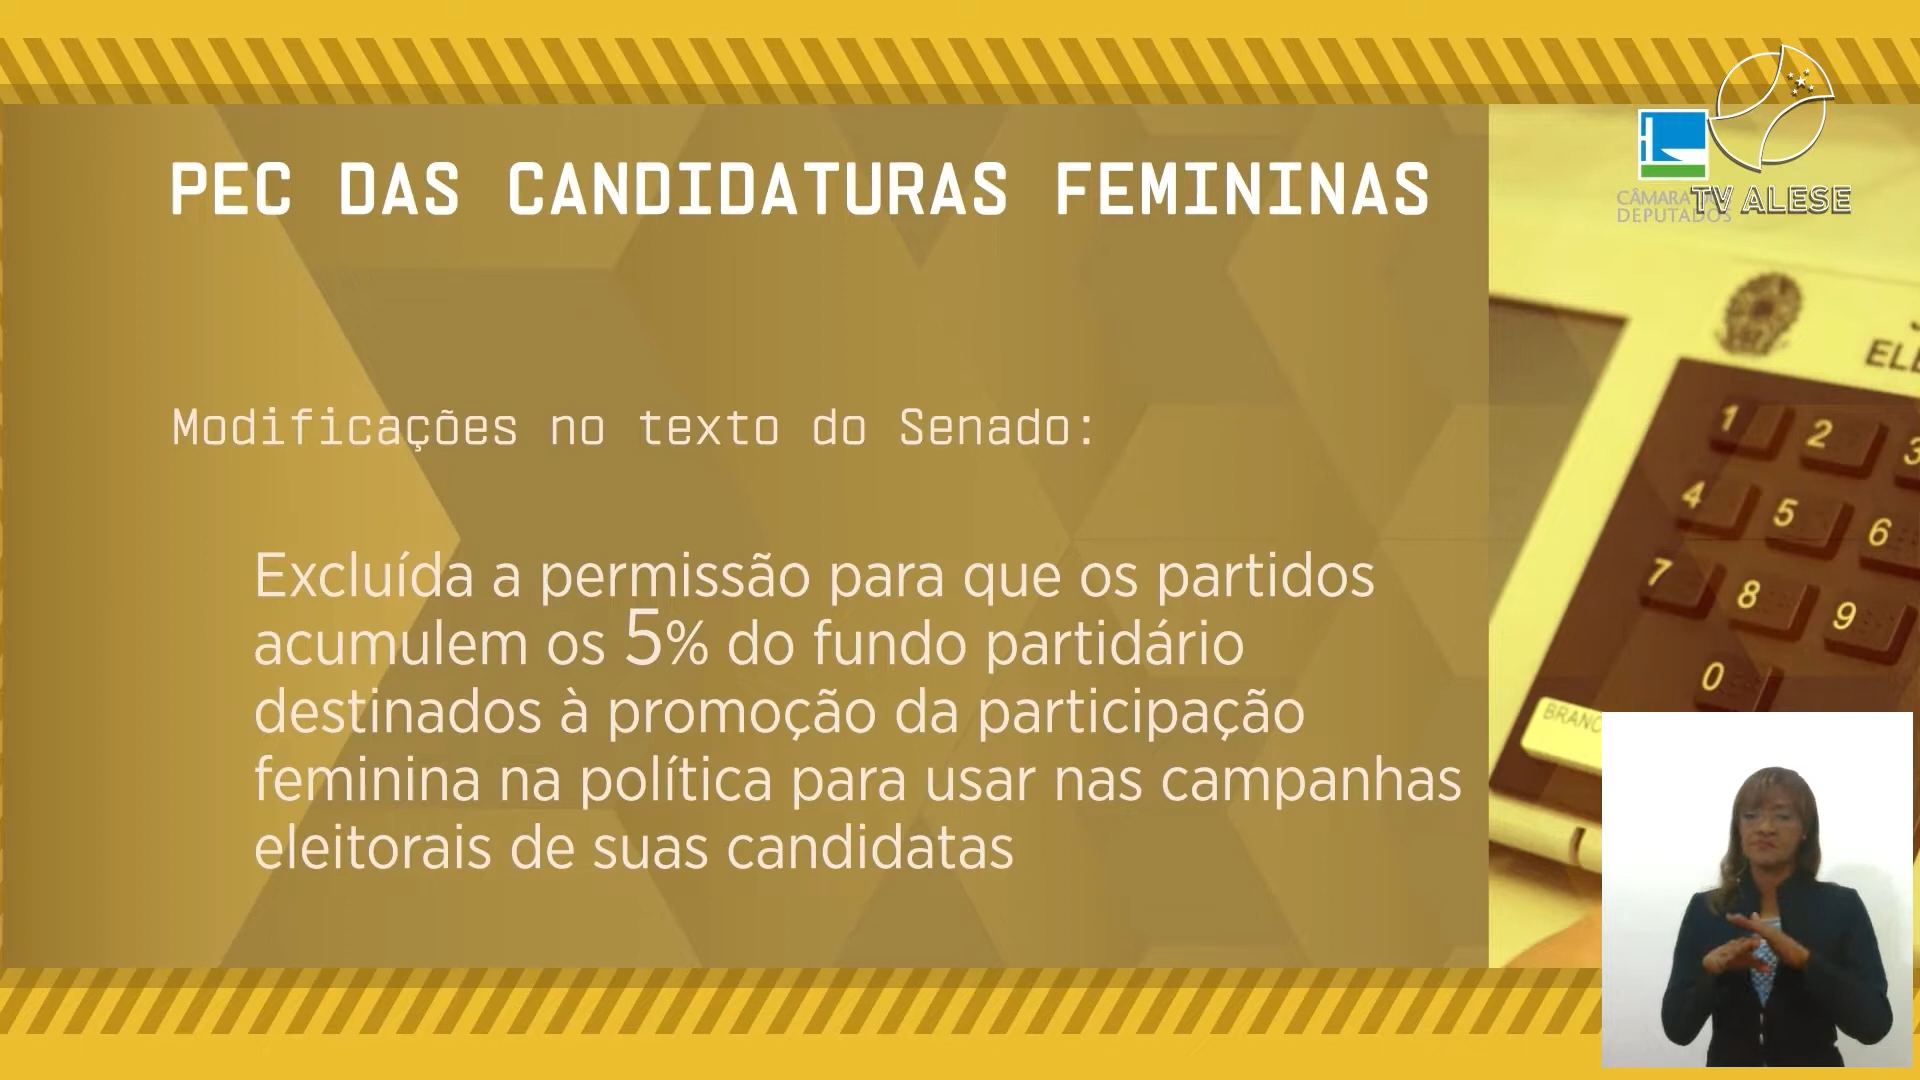 PEC DAS CANDIDATURAS FEMININAS
CÂMARA DOS
DEPUTADOS
TV ALESE
Modificações no texto do Senado:
Excluída a permissão para que os partidos
acumulem os 5% do fundo partidário
destinados à promoção da participação
feminina na política para usar nas campanhas
eleitorais de suas candidatas
1 2 3
4 5 6
7 8 9
0